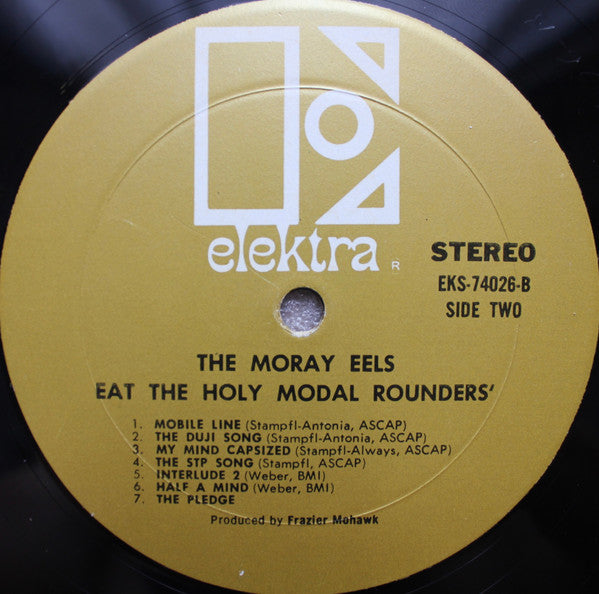 elektra ®
STEREO
EKS-74026-B
SIDE TWO
THE MORAY EELS
EAT THE HOLY MODAL ROUNDERS'
1. MOBILE LINE (Stampfl-Antonia, ASCAP)
2. THE DUJI SONG (Stampfl-Antonia, ASCAP)
3. MY MIND CAPSIZED (Stampfl-Always, ASCAP)
4. THE STP SONG (Stampfl, ASCAP)
5. INTERLUDE 2 (Weber, BMI)
6. HALF A MIND (Weber, BMI)
7. THE PLEDGE
Produced by Frazier Mohawk